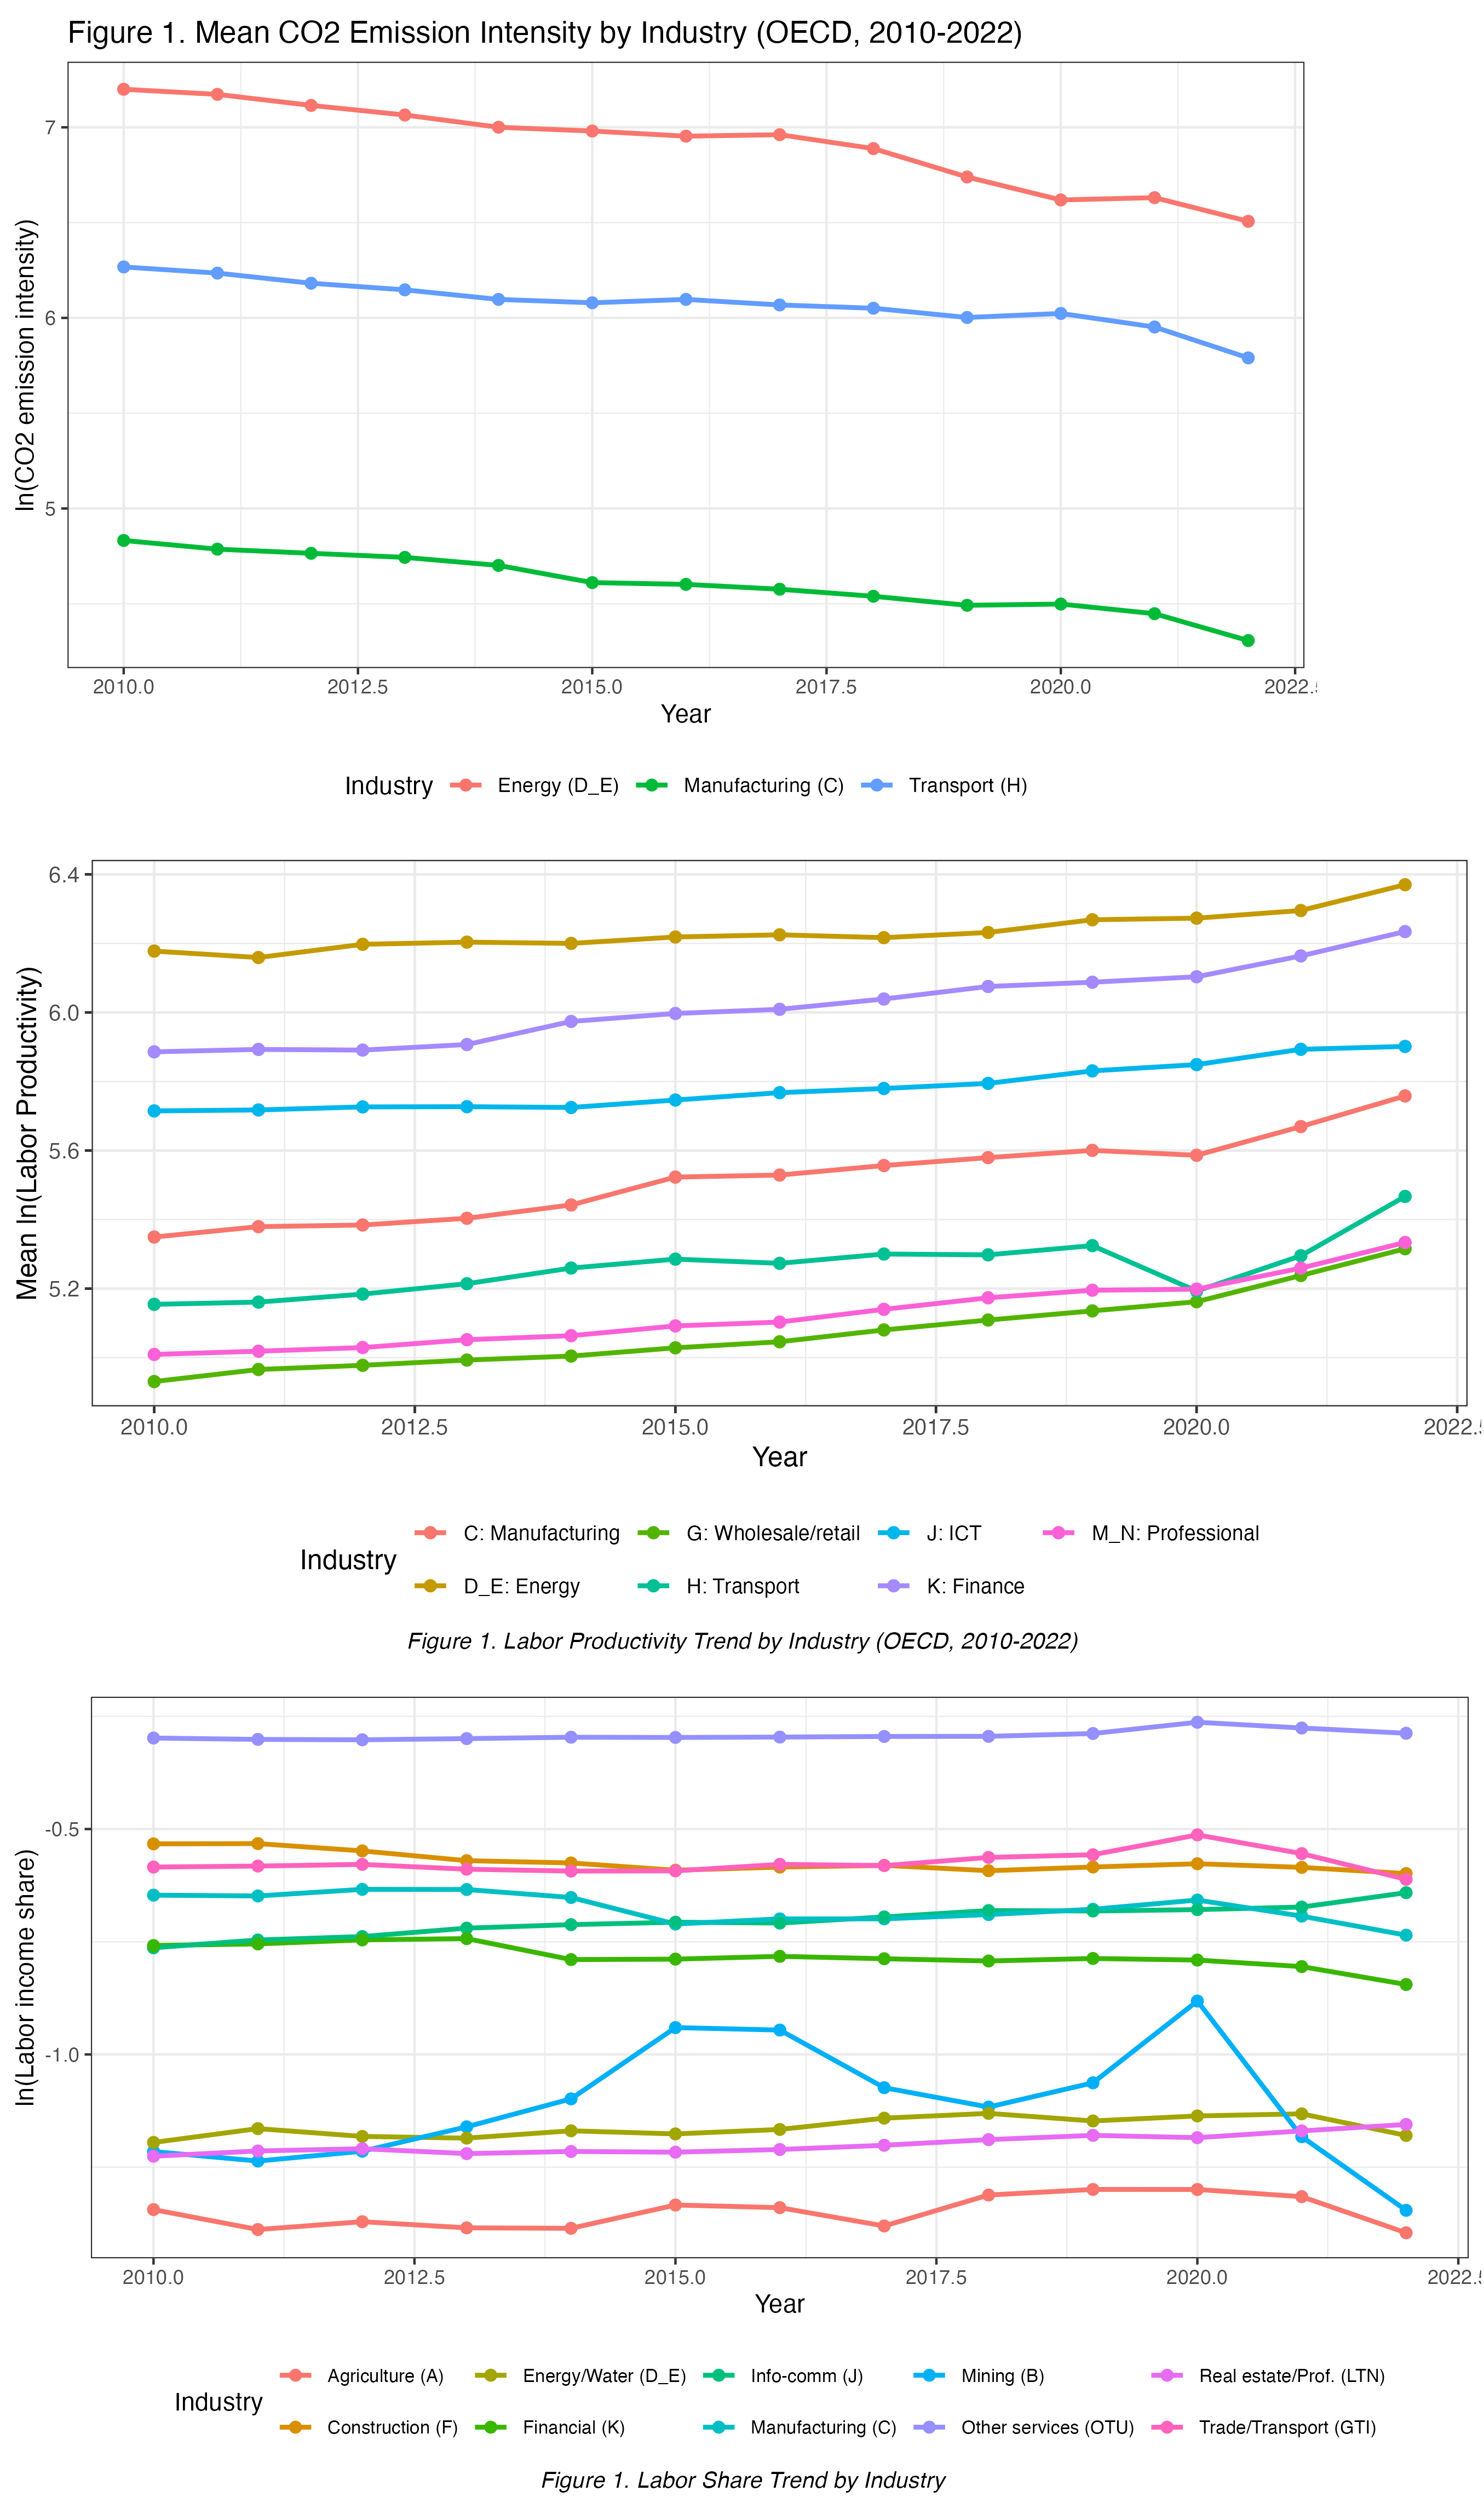 Figure 1. Mean CO2 Emission Intensity by Industry (OECD, 2010-2022)
ln(CO2 emission intensity)
7
6
5
2010.0 2012.5 2015.0 2017.5 2020.0 2022.
Year
Industry Energy (D_E) Manufacturing (C) Transport (H)
Mean ln(Labor Productivity)
6.4
6.0
5.6
5.2
2010.0 2012.5 2015.0 2017.5 2020.0 2022.
Year
Industry
C: Manufacturing G: Wholesale/retail J: ICT M_N: Professional
D_E: Energy H: Transport K: Finance
Figure 1. Labor Productivity Trend by Industry (OECD, 2010-2022)
ln(Labor income share)
-0.5
-1.0
2010.0 2012.5 2015.0 2017.5 2020.0 2022.
Year
Industry
Agriculture (A) Energy/Water (D_E) Info-comm (J) Mining (B) Real estate/Prof. (LTN)
Construction (F) Financial (K) Manufacturing (C) Other services (OTU) Trade/Transport (GTI)
Figure 1. Labor Share Trend by Industry